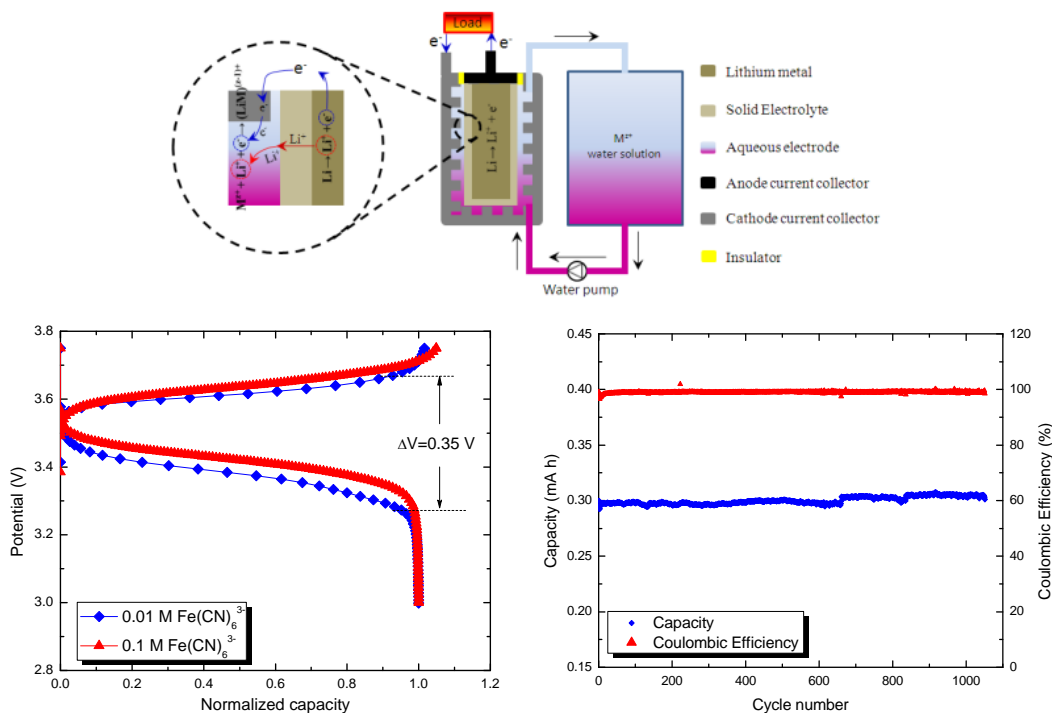 Load
e⁻ e⁻
e⁻
e⁻
e⁻
M^{z+} + Li⁺ + e⁻ → (LiM)^{(z-1)+}
Li⁺
Li⁺
Li → Li⁺ + e⁻
Li → Li⁺ + e⁻
M^{z+}
water solution
Water pump
Lithium metal
Solid Electrolyte
Aqueous electrode
Anode current collector
Cathode current collector
Insulator
3.8
3.6
3.4
3.2
3.0
2.8
Potential (V)
ΔV=0.35 V
0.01 M Fe(CN)₆³⁻
0.1 M Fe(CN)₆³⁻
0.0 0.2 0.4 0.6 0.8 1.0 1.2
Normalized capacity
0.45
0.40
0.35
0.30
0.25
0.20
0.15
Capacity (mA h)
Capacity
Coulombic Efficiency
120
100
80
60
40
20
0
Coulombic Efficiency (%)
0 200 400 600 800 1000
Cycle number